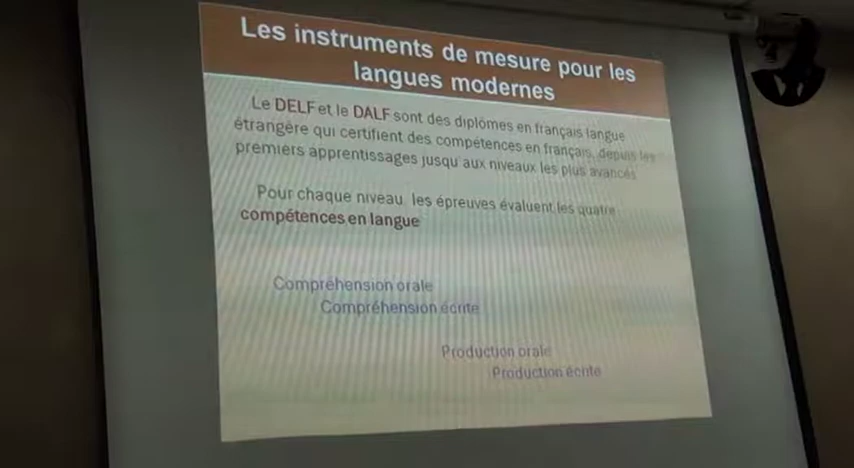 Les instruments de mesure pour les
langues modernes
Le DELF et le DALF sont des diplômes en français langue
étrangère qui certifient des compétences en français, depuis les
premiers apprentissages jusqu'aux niveaux les plus avancés
Pour chaque niveau, les épreuves évaluent les quatre
compétences en langue
Compréhension orale
Compréhension écrite
Production orale
Production écrite